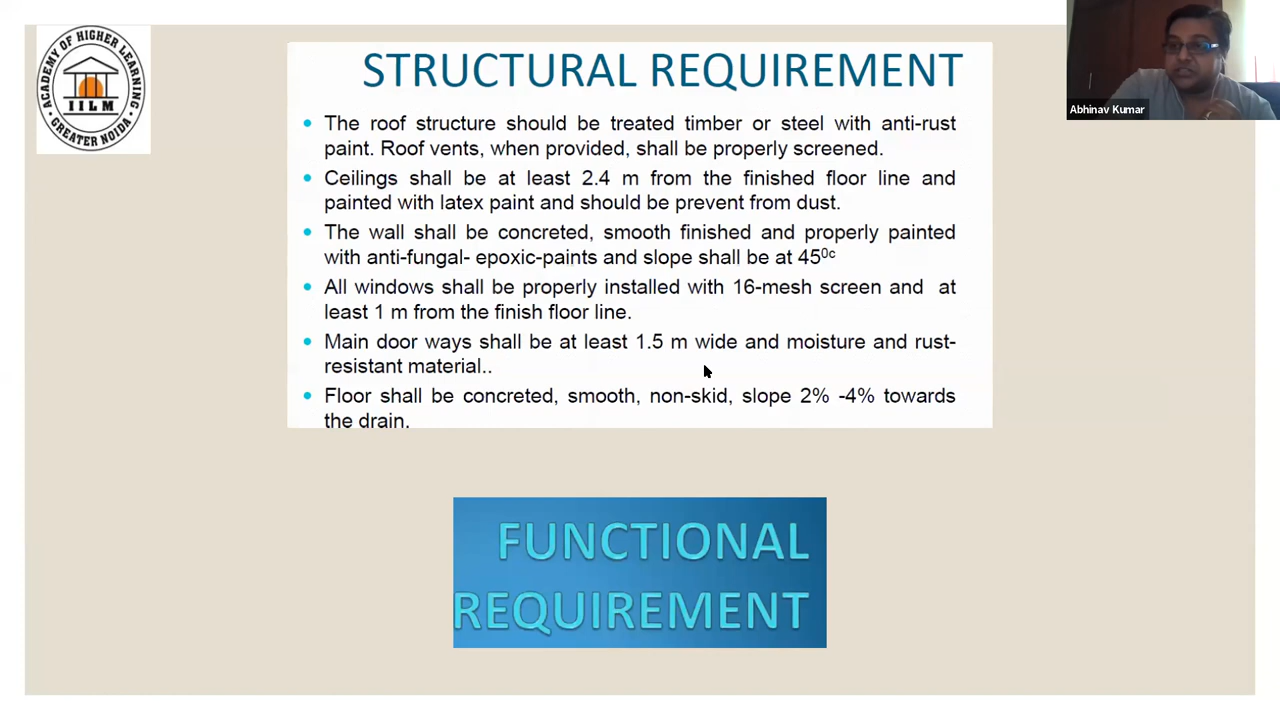 ACADEMY OF HIGHER LEARNING
IILM
GREATER NOIDA
STRUCTURAL REQUIREMENT
Abhinav Kumar
• The roof structure should be treated timber or steel with anti-rust
paint. Roof vents, when provided, shall be properly screened.
• Ceilings shall be at least 2.4 m from the finished floor line and
painted with latex paint and should be prevent from dust.
• The wall shall be concreted, smooth finished and properly painted
with anti-fungal- epoxic-paints and slope shall be at 45⁰ᶜ
• All windows shall be properly installed with 16-mesh screen and at
least 1 m from the finish floor line.
• Main door ways shall be at least 1.5 m wide and moisture and rust-
resistant material..
• Floor shall be concreted, smooth, non-skid, slope 2% -4% towards
the drain.
FUNCTIONAL
REQUIREMENT